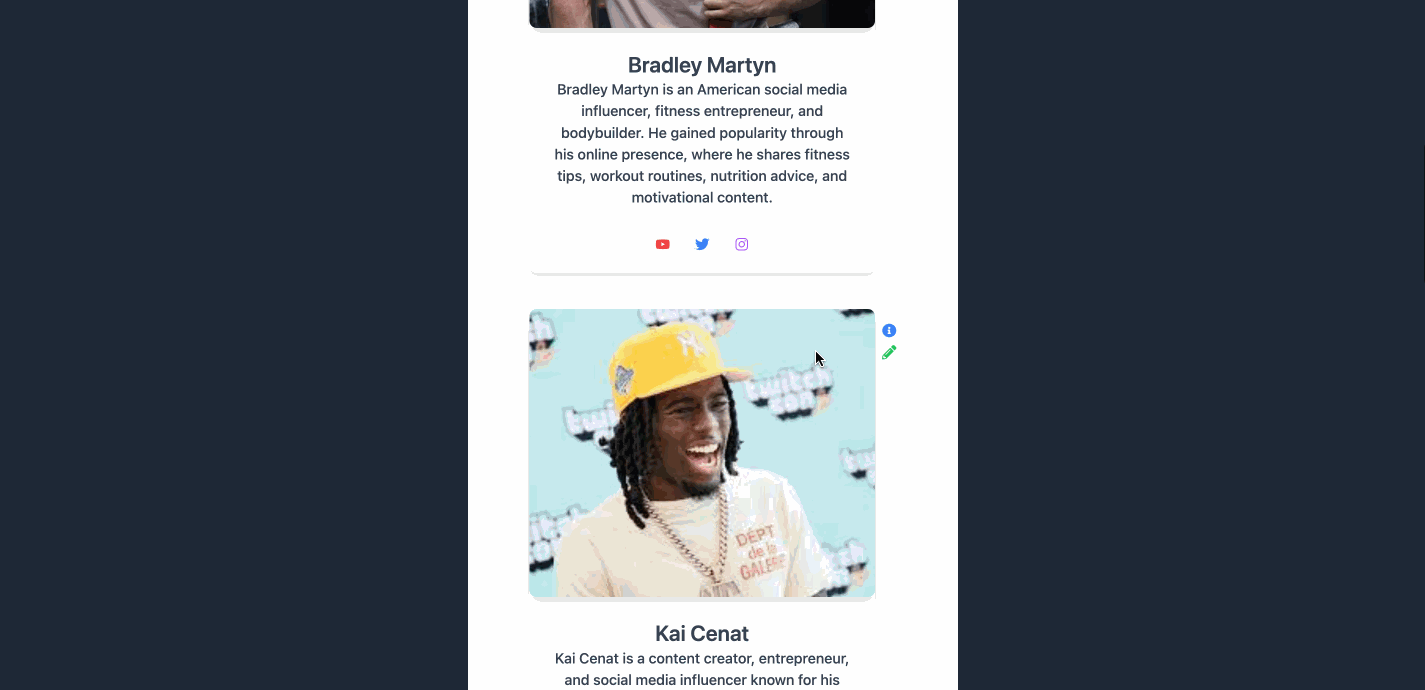 Bradley Martyn
Bradley Martyn is an American social media
influencer, fitness entrepreneur, and
bodybuilder. He gained popularity through
his online presence, where he shares fitness
tips, workout routines, nutrition advice, and
motivational content.
twitch
con
twitch
DÉPT
de la
GALERE
Kai Cenat
Kai Cenat is a content creator, entrepreneur,
and social media influencer known for his